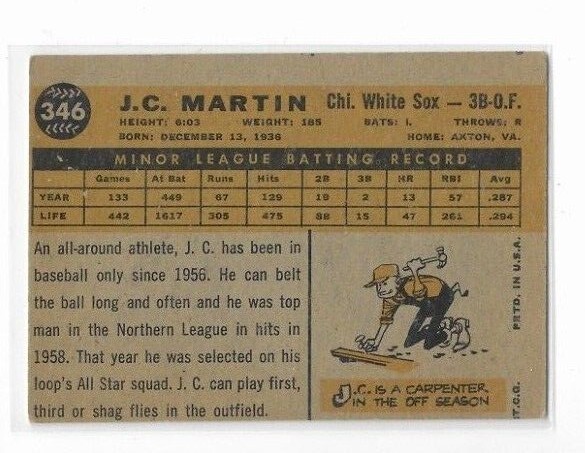 346
J.C. MARTIN Chi. White Sox — 3B-O.F.
HEIGHT: 6:03 WEIGHT: 185 BATS: L THROWS: R
BORN: DECEMBER 13, 1936 HOME: AXTON, VA.
MINOR LEAGUE BATTING RECORD
Games At Bat Runs Hits 2B 3B HR RBI Avg
YEAR 133 449 67 129 19 2 13 57 .287
LIFE 442 1617 305 475 88 15 47 261 .294
An all-around athlete, J. C. has been in
baseball only since 1956. He can belt
the ball long and often and he was top
man in the Northern League in hits in
1958. That year he was selected on his
loop's All Star squad. J. C. can play first,
third or shag flies in the outfield.
J.C. IS A CARPENTER
IN THE OFF SEASON
T.C.G. PRTD. IN U.S.A.